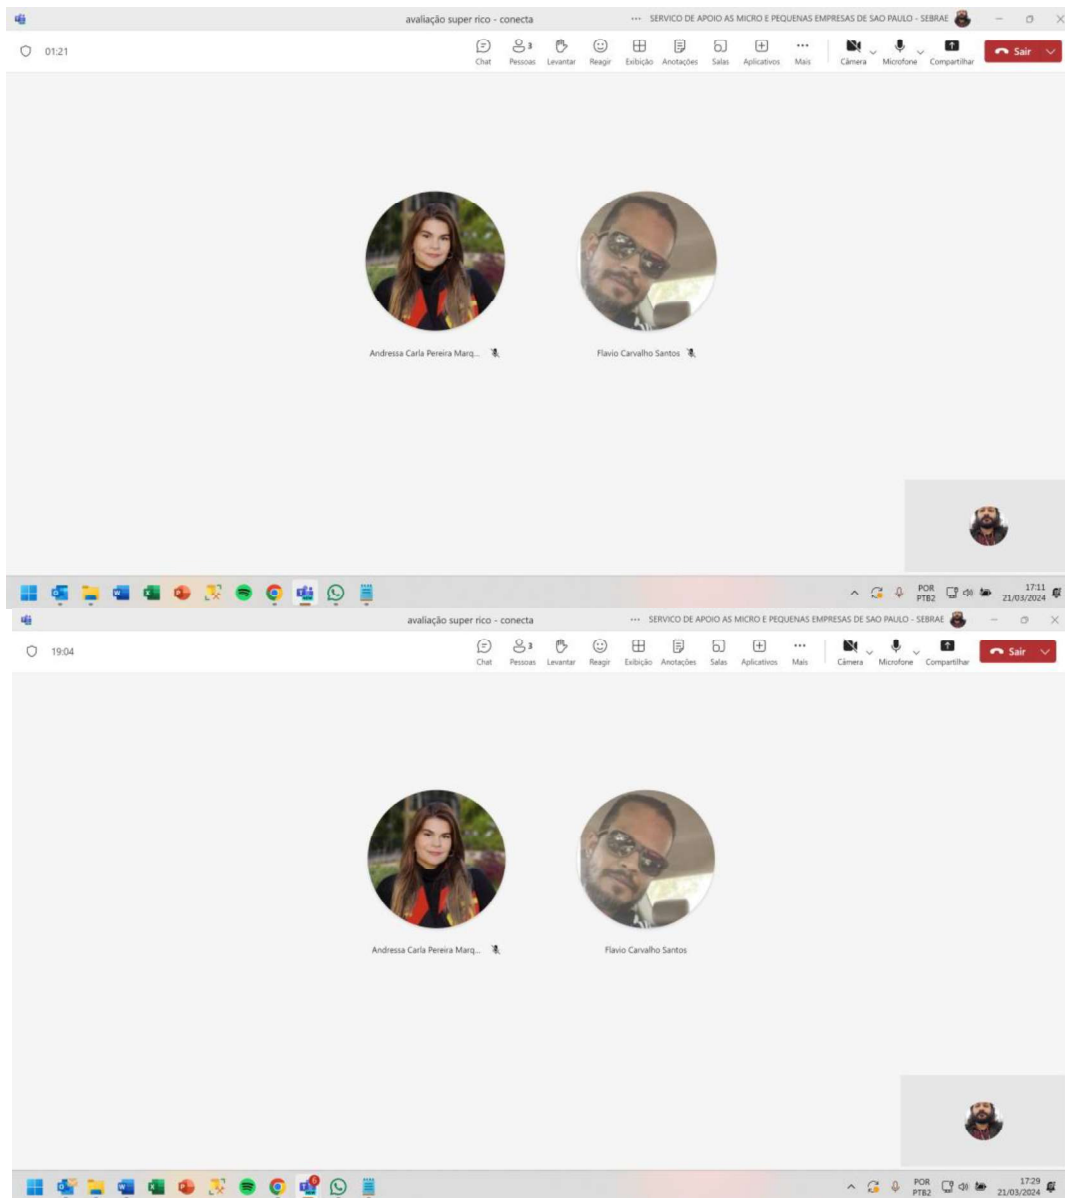 avaliação super rico - conecta ••• SERVICO DE APOIO AS MICRO E PEQUENAS EMPRESAS DE SAO PAULO - SEBRAE
01:21 3 Sair
Chat Pessoas Levantar Reagir Exibição Anotações Salas Aplicativos Mais Câmera Microfone Compartilhar
Andressa Carla Pereira Marq... Flavio Carvalho Santos
POR 17:11
PTB2 21/03/2024
avaliação super rico - conecta ••• SERVICO DE APOIO AS MICRO E PEQUENAS EMPRESAS DE SAO PAULO - SEBRAE
19:04 3 Sair
Chat Pessoas Levantar Reagir Exibição Anotações Salas Aplicativos Mais Câmera Microfone Compartilhar
Andressa Carla Pereira Marq... Flavio Carvalho Santos
POR 17:29
PTB2 21/03/2024